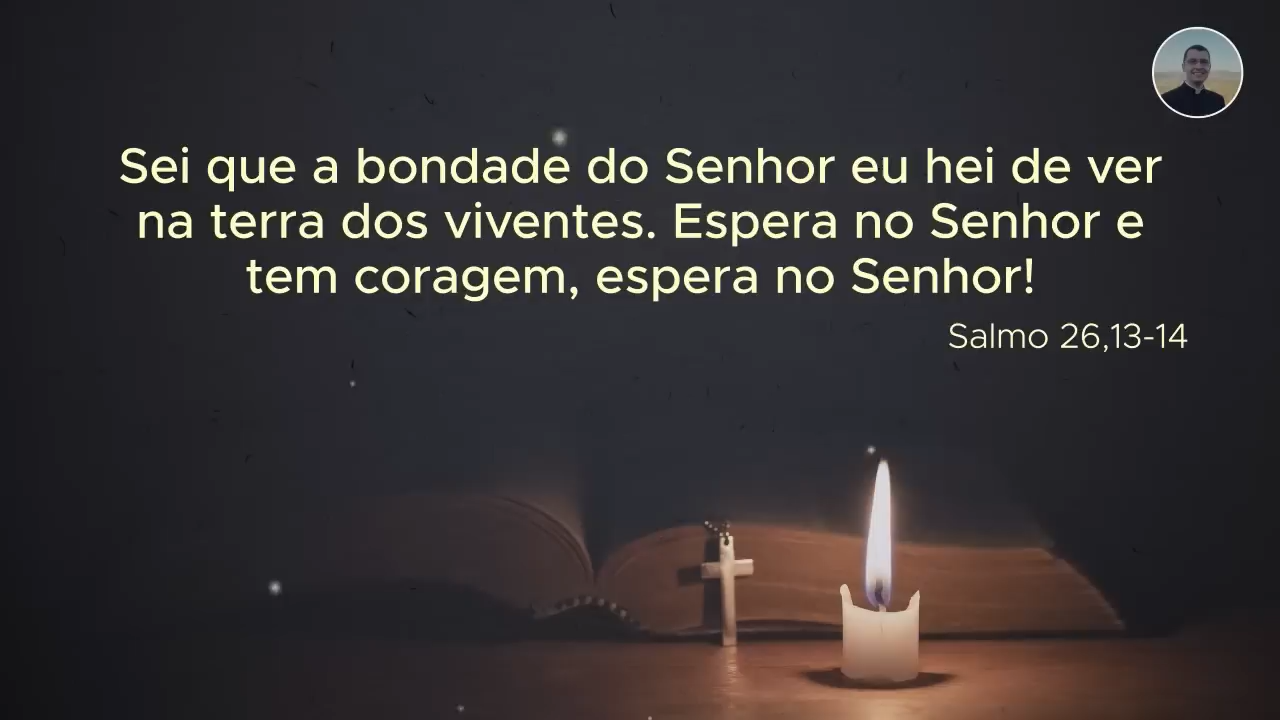 Sei que a bondade do Senhor eu hei de ver
na terra dos viventes. Espera no Senhor e
tem coragem, espera no Senhor!
Salmo 26,13-14